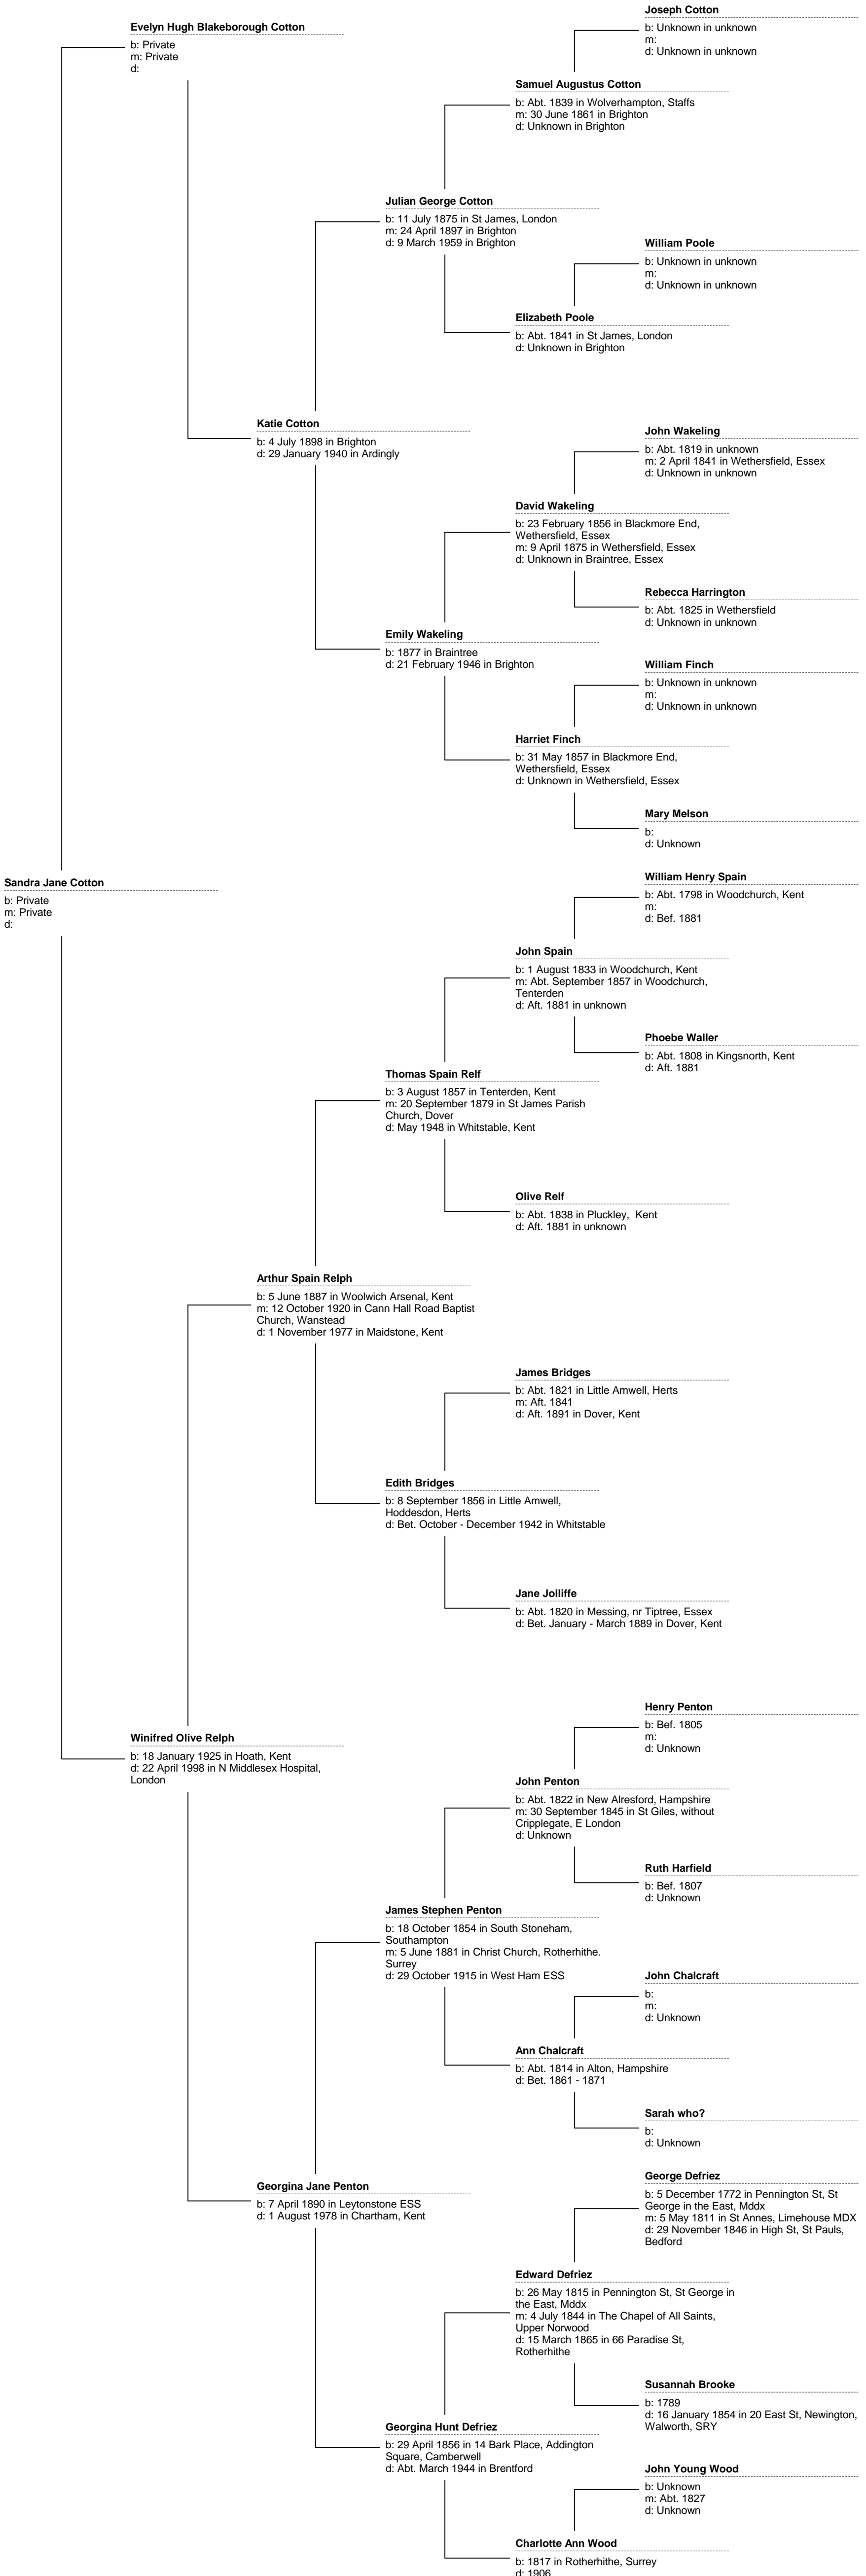 Joseph Cotton
b: Unknown in unknown
m:
d: Unknown in unknown
Evelyn Hugh Blakeborough Cotton
b: Private
m: Private
d:
Samuel Augustus Cotton
b: Abt. 1839 in Wolverhampton, Staffs
m: 30 June 1861 in Brighton
d: Unknown in Brighton
Julian George Cotton
b: 11 July 1875 in St James, London
m: 24 April 1897 in Brighton
d: 9 March 1959 in Brighton
William Poole
b: Unknown in unknown
m:
d: Unknown in unknown
Elizabeth Poole
b: Abt. 1841 in St James, London
d: Unknown in Brighton
Katie Cotton
b: 4 July 1898 in Brighton
d: 29 January 1940 in Ardingly
John Wakeling
b: Abt. 1819 in unknown
m: 2 April 1841 in Wethersfield, Essex
d: Unknown in unknown
David Wakeling
b: 23 February 1856 in Blackmore End,
Wethersfield, Essex
m: 9 April 1875 in Wethersfield, Essex
d: Unknown in Braintree, Essex
Rebecca Harrington
b: Abt. 1825 in Wethersfield
d: Unknown in unknown
Emily Wakeling
b: 1877 in Braintree
d: 21 February 1946 in Brighton
William Finch
b: Unknown in unknown
m:
d: Unknown in unknown
Harriet Finch
b: 31 May 1857 in Blackmore End,
Wethersfield, Essex
d: Unknown in Wethersfield, Essex
Mary Melson
b:
d: Unknown
Sandra Jane Cotton
b: Private
m: Private
d:
William Henry Spain
b: Abt. 1798 in Woodchurch, Kent
m:
d: Bef. 1881
John Spain
b: 1 August 1833 in Woodchurch, Kent
m: Abt. September 1857 in Woodchurch,
Tenterden
d: Aft. 1881 in unknown
Phoebe Waller
b: Abt. 1808 in Kingsnorth, Kent
d: Aft. 1881
Thomas Spain Relf
b: 3 August 1857 in Tenterden, Kent
m: 20 September 1879 in St James Parish
Church, Dover
d: May 1948 in Whitstable, Kent
Olive Relf
b: Abt. 1838 in Pluckley, Kent
d: Aft. 1881 in unknown
Arthur Spain Relph
b: 5 June 1887 in Woolwich Arsenal, Kent
m: 12 October 1920 in Cann Hall Road Baptist
Church, Wanstead
d: 1 November 1977 in Maidstone, Kent
James Bridges
b: Abt. 1821 in Little Amwell, Herts
m: Aft. 1841
d: Aft. 1891 in Dover, Kent
Edith Bridges
b: 8 September 1856 in Little Amwell,
Hoddesdon, Herts
d: Bet. October - December 1942 in Whitstable
Jane Jolliffe
b: Abt. 1820 in Messing, nr Tiptree, Essex
d: Bet. January - March 1889 in Dover, Kent
Winifred Olive Relph
b: 18 January 1925 in Hoath, Kent
d: 22 April 1998 in N Middlesex Hospital,
London
Henry Penton
b: Bef. 1805
m:
d: Unknown
John Penton
b: Abt. 1822 in New Alresford, Hampshire
m: 30 September 1845 in St Giles, without
Cripplegate, E London
d: Unknown
Ruth Harfield
b: Bef. 1807
d: Unknown
James Stephen Penton
b: 18 October 1854 in South Stoneham,
Southampton
m: 5 June 1881 in Christ Church, Rotherhithe.
Surrey
d: 29 October 1915 in West Ham ESS
John Chalcraft
b:
m:
d: Unknown
Ann Chalcraft
b: Abt. 1814 in Alton, Hampshire
d: Bet. 1861 - 1871
Sarah who?
b:
d: Unknown
Georgina Jane Penton
b: 7 April 1890 in Leytonstone ESS
d: 1 August 1978 in Chartham, Kent
George Defriez
b: 5 December 1772 in Pennington St, St
George in the East, Mddx
m: 5 May 1811 in St Annes, Limehouse MDX
d: 29 November 1846 in High St, St Pauls,
Bedford
Edward Defriez
b: 26 May 1815 in Pennington St, St George in
the East, Mddx
m: 4 July 1844 in The Chapel of All Saints,
Upper Norwood
d: 15 March 1865 in 66 Paradise St,
Rotherhithe
Susannah Brooke
b: 1789
d: 16 January 1854 in 20 East St, Newington,
Walworth, SRY
Georgina Hunt Defriez
b: 29 April 1856 in 14 Bark Place, Addington
Square, Camberwell
d: Abt. March 1944 in Brentford
John Young Wood
b: Unknown
m: Abt. 1827
d: Unknown
Charlotte Ann Wood
b: 1817 in Rotherhithe, Surrey
d: 1906